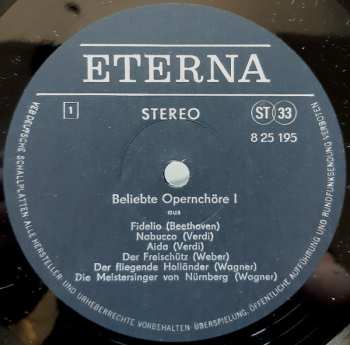 ETERNA
1
STEREO
ST 33
8 25 195
Beliebte Opernchöre I
aus
Fidelio (Beethoven)
Nabucco (Verdi)
Aida (Verdi)
Der Freischütz (Weber)
Der fliegende Holländer (Wagner)
Die Meistersinger von Nürnberg (Wagner)
VEB DEUTSCHE SCHALLPLATTEN ALLE HERSTELLER UND URHEBERRECHTE VORBEHALTEN ÜBERSPIELUNG, ÖFFENTLICHE AUFFÜHRUNG UND RUNDFUNKSENDUNG VERBOTEN